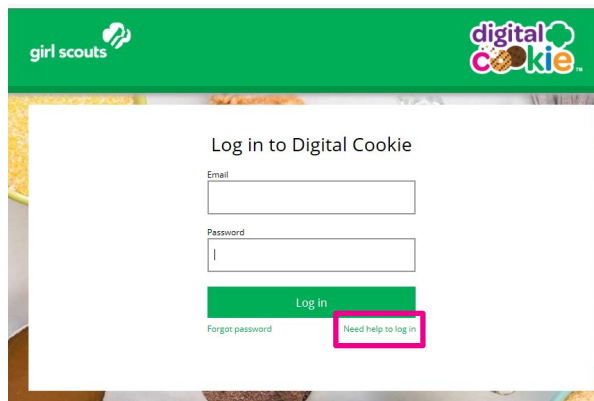 girl scouts
digital
cookie™
Log in to Digital Cookie
Email
Password
Log in
Forgot password Need help to log in